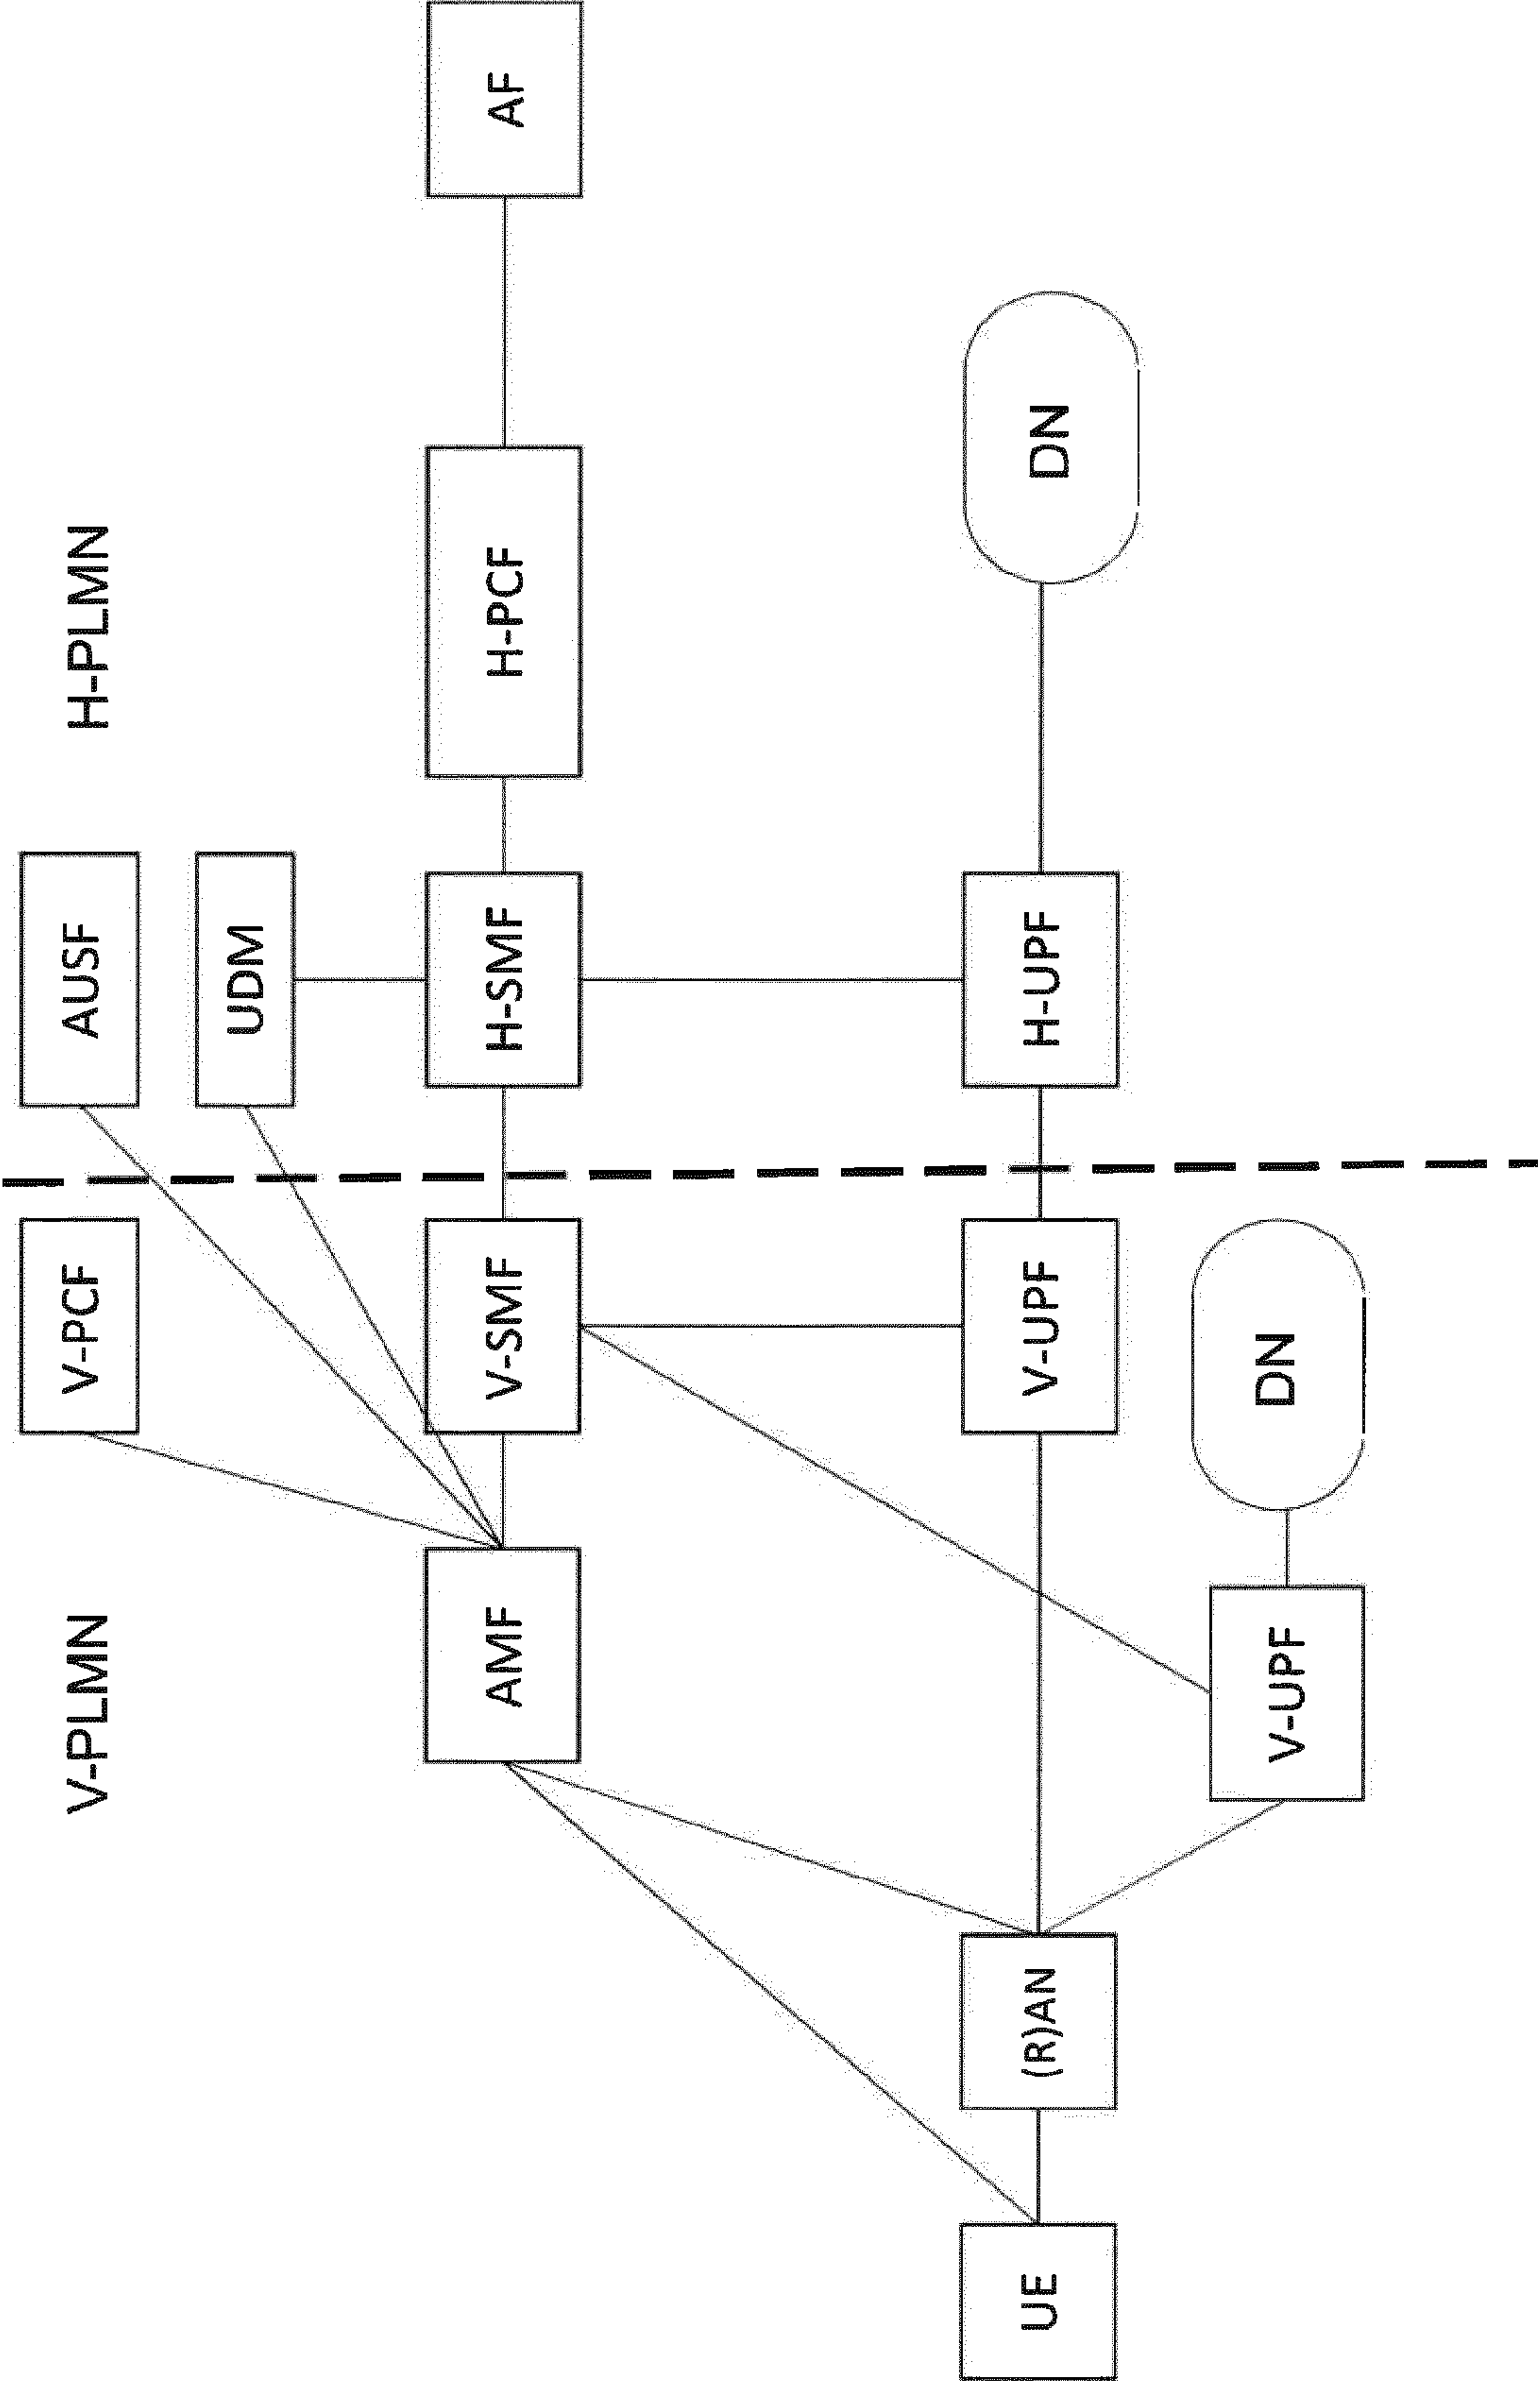 V-PLMN
H-PLMN
V-PCF
AUSF
UDM
AMF
V-SMF
H-SMF
H-PCF
AF
UE
(R)AN
V-UPF
H-UPF
DN
V-UPF
DN